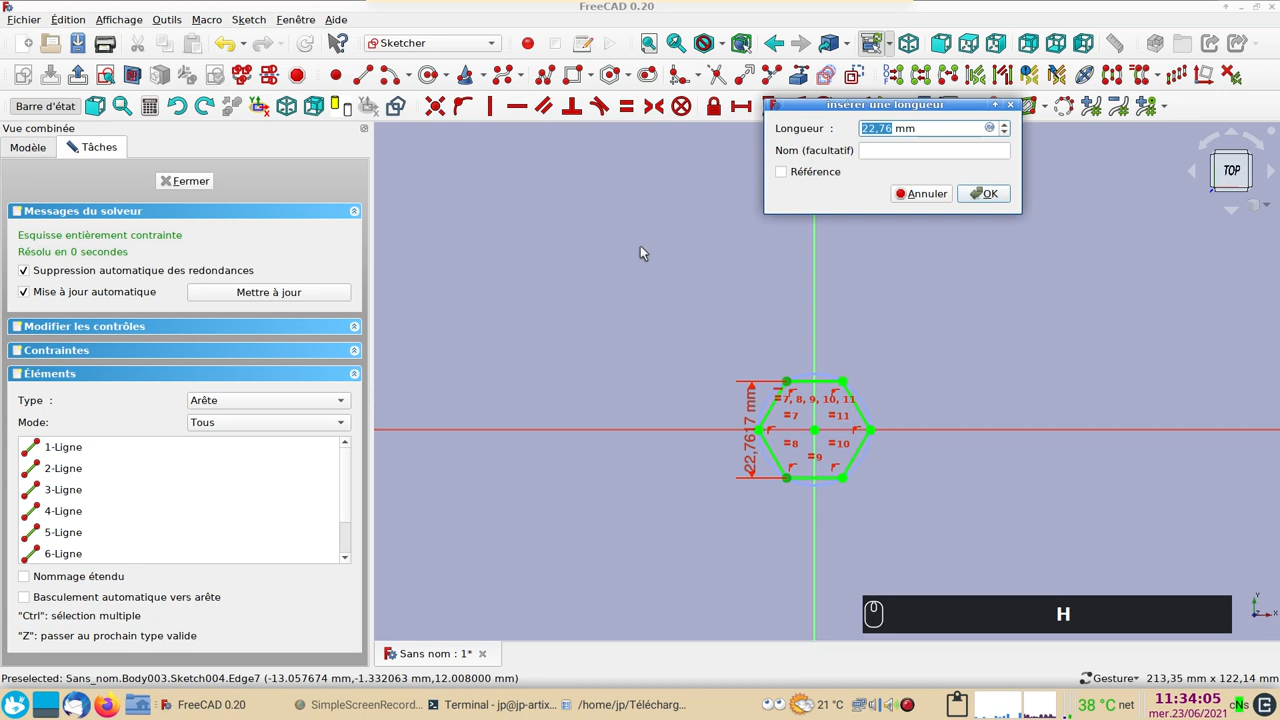 FreeCAD 0.20
Fichier Édition Affichage Outils Macro Sketch Fenêtre Aide
Sketcher
Barre d'état
insérer une longueur
Vue combinée
Longueur : 22,76 mm
Modèle Tâches
Nom (facultatif)
Référence
TOP
Fermer
Annuler OK
Messages du solveur
Esquisse entièrement contrainte
Résolu en 0 secondes
Suppression automatique des redondances
Mise à jour automatique Mettre à jour
Modifier les contrôles
Contraintes
Éléments
Type : Arête
Mode: Tous
1-Ligne
2-Ligne
3-Ligne
4-Ligne
5-Ligne
6-Ligne
22,7617 mm
=7, 8, 9, 10, 11
=7 =11
=8 =10
=9
Nommage étendu
Basculement automatique vers arête
"Ctrl": sélection multiple
"Z": passer au prochain type valide
H
Y
X
Sans nom : 1*
Preselected: Sans_nom.Body003.Sketch004.Edge7 (-13.057674 mm,-1.332063 mm,12.008000 mm)
Gesture 213,35 mm x 122,14 mm
FreeCAD 0.20 SimpleScreenRecord... Terminal - jp@jp-artix... /home/jp/Télécharg... 21 °C 38 °C net 11:34:05 cNs
mer.23/06/2021